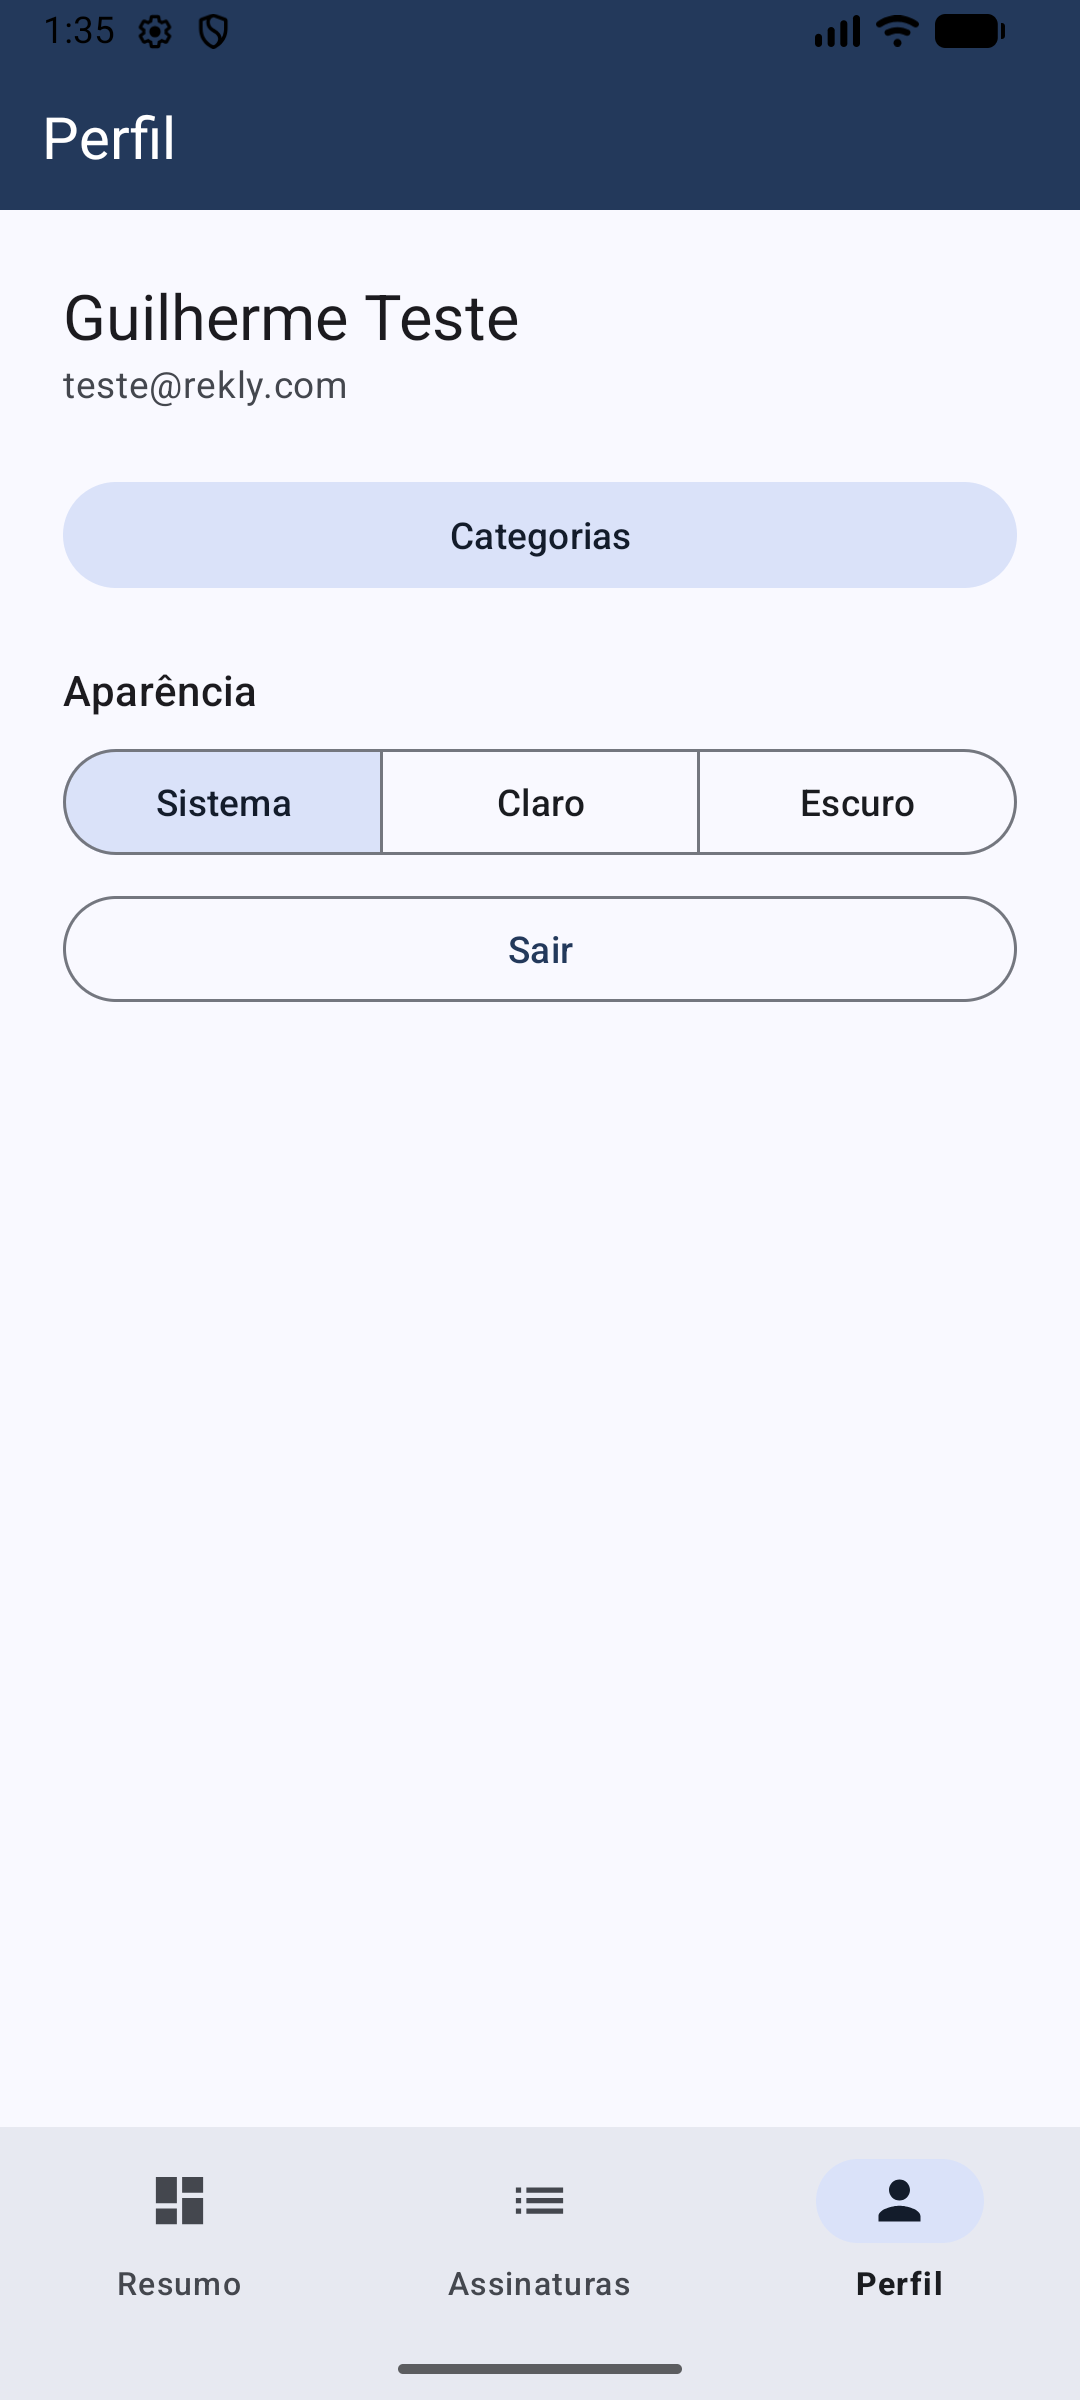 1:35
Perfil
Guilherme Teste
teste@rekly.com
Categorias
Aparência
Sistema Claro Escuro
Sair
Resumo Assinaturas Perfil